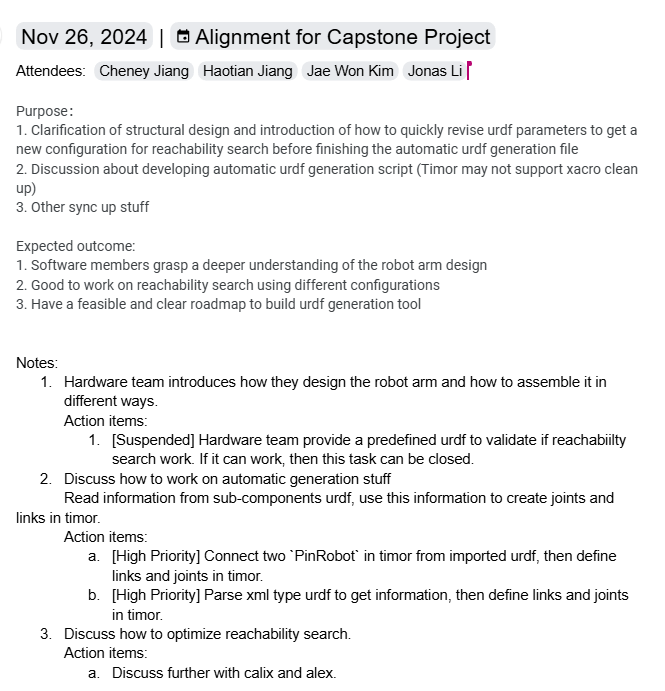 Nov 26, 2024 | Alignment for Capstone Project
Attendees: Cheney Jiang Haotian Jiang Jae Won Kim Jonas Li
Purpose:
1. Clarification of structural design and introduction of how to quickly revise urdf parameters to get a
new configuration for reachability search before finishing the automatic urdf generation file
2. Discussion about developing automatic urdf generation script (Timor may not support xacro clean
up)
3. Other sync up stuff
Expected outcome:
1. Software members grasp a deeper understanding of the robot arm design
2. Good to work on reachability search using different configurations
3. Have a feasible and clear roadmap to build urdf generation tool
Notes:
1. Hardware team introduces how they design the robot arm and how to assemble it in
different ways.
Action items:
1. [Suspended] Hardware team provide a predefined urdf to validate if reachabiilty
search work. If it can work, then this task can be closed.
2. Discuss how to work on automatic generation stuff
Read information from sub-components urdf, use this information to create joints and
links in timor.
Action items:
a. [High Priority] Connect two `PinRobot` in timor from imported urdf, then define
links and joints in timor.
b. [High Priority] Parse xml type urdf to get information, then define links and joints
in timor.
3. Discuss how to optimize reachability search.
Action items:
a. Discuss further with calix and alex.